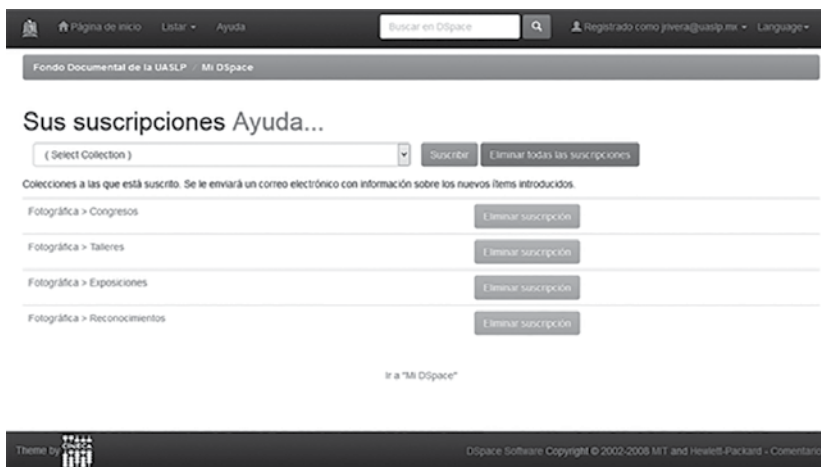 Página de inicio Listar Ayuda Buscar en DSpace Registrado como jrivera@uaslp.mx Language
Fondo Documental de la UASLP / Mi DSpace
Sus suscripciones Ayuda...
( Select Collection ) Suscribir Eliminar todas las suscripciones
Colecciones a las que está suscrito. Se le enviará un correo electrónico con información sobre los nuevos ítems introducidos.
Fotográfica > Congresos Eliminar suscripción
Fotográfica > Talleres Eliminar suscripción
Fotográfica > Exposiciones Eliminar suscripción
Fotográfica > Reconocimientos Eliminar suscripción
Ir a "Mi DSpace"
Theme by CINECA DSpace Software Copyright © 2002-2008 MIT and Hewlett-Packard - Comentario